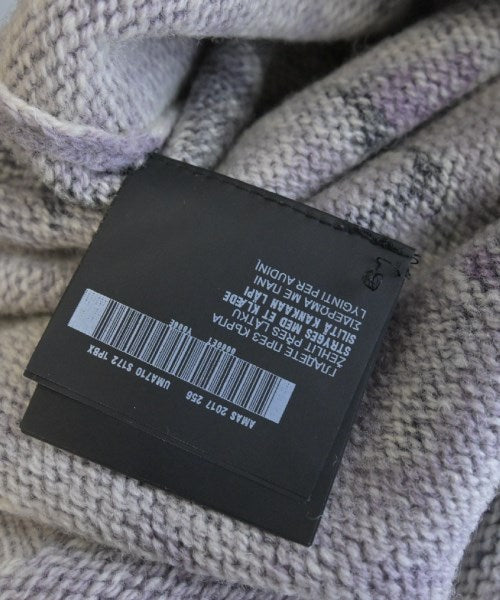 AMAS 2017 256 UMA710 S172 1PBX
ГЛАДЕТЕ ПРЕЗ КЪРПА
ŽEHLIT PŘES LÁTKU
STRYGES MED ET KLÆDE
SILITÄ KANKAAN LÄPI
ΣΙΔΕΡΩΜΑ ΜΕ ΠΑΝΙ
LYGINTI PER AUDINĮ